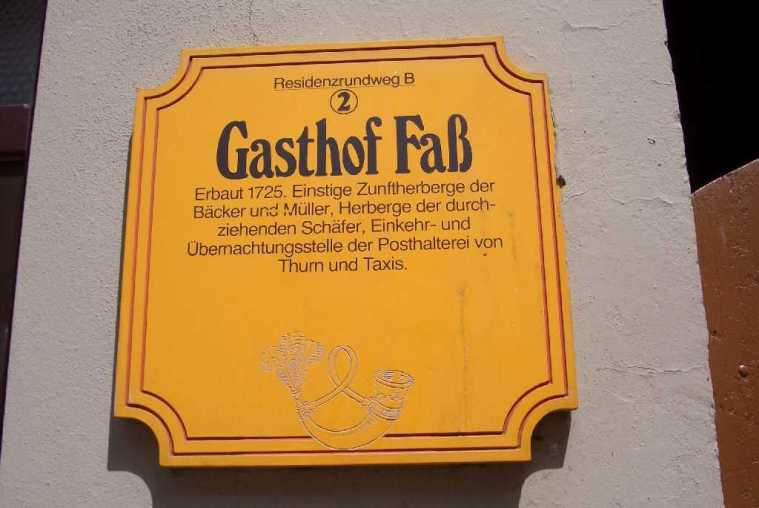 Residenzrundweg B
2
Gasthof Faß
Erbaut 1725. Einstige Zunftherberge der
Bäcker und Müller, Herberge der durch-
ziehenden Schäfer, Einkehr- und
Übernachtungsstelle der Posthalterei von
Thurn und Taxis.